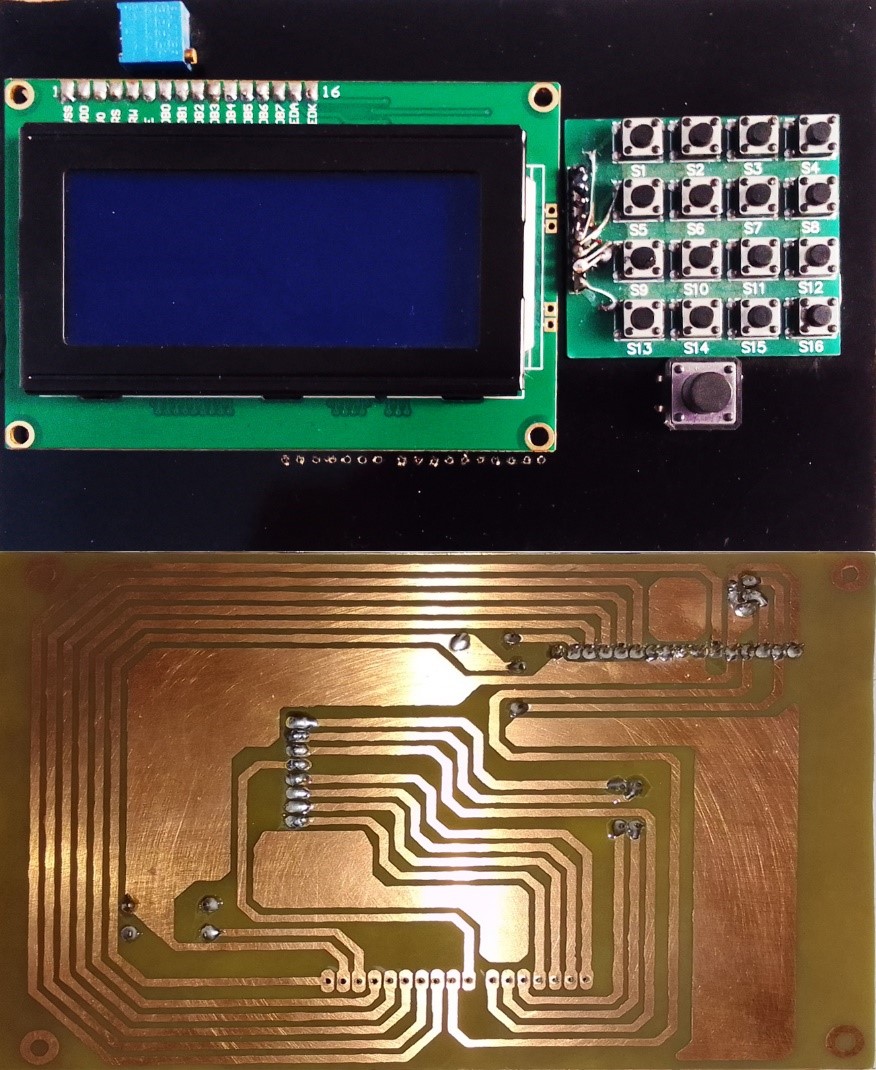 1 16
VSS VDD VO RS RW E DB0 DB1 DB2 DB3 DB4 DB5 DB6 DB7 LEDA LEDK
S1 S2 S3 S4
S5 S6 S7 S8
S9 S10 S11 S12
S13 S14 S15 S16